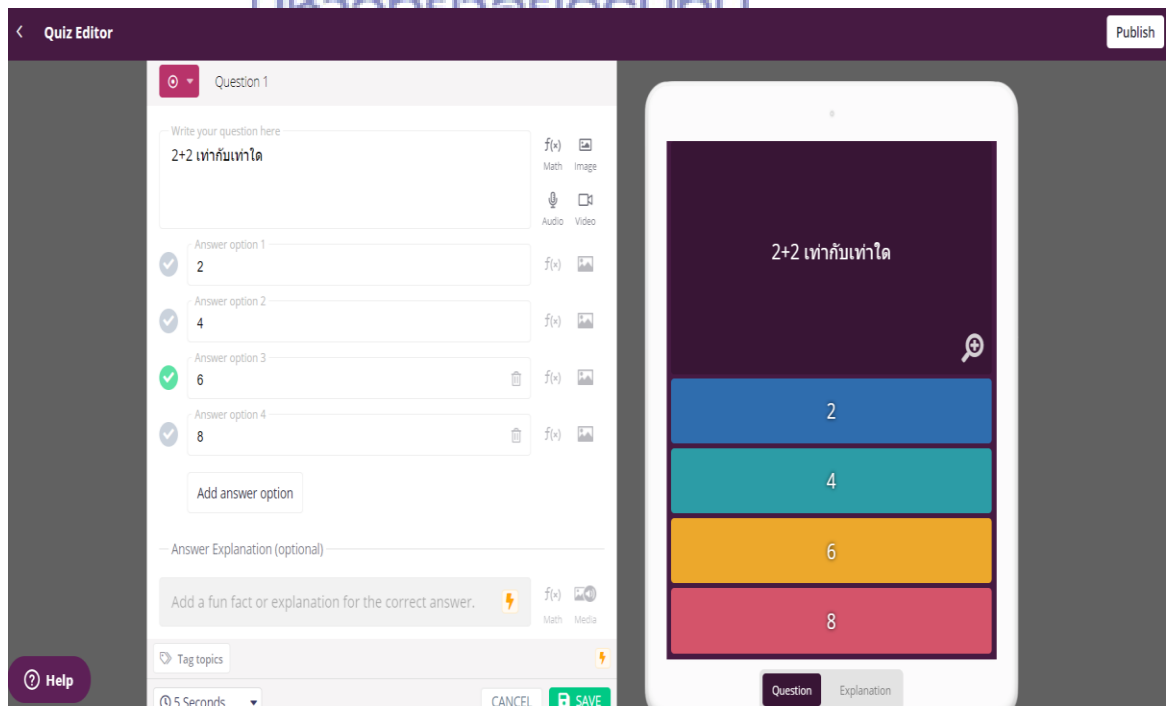 Quiz Editor
Publish
Question 1
Write your question here
2+2 เท่ากับเท่าใด
f(x)
Math
Image
Audio
Video
Answer option 1
2
f(x)
Answer option 2
4
f(x)
Answer option 3
6
f(x)
Answer option 4
8
f(x)
Add answer option
Answer Explanation (optional)
Add a fun fact or explanation for the correct answer.
f(x)
Math
Media
Tag topics
Help
5 Seconds
CANCEL
SAVE
2+2 เท่ากับเท่าใด
2
4
6
8
Question
Explanation